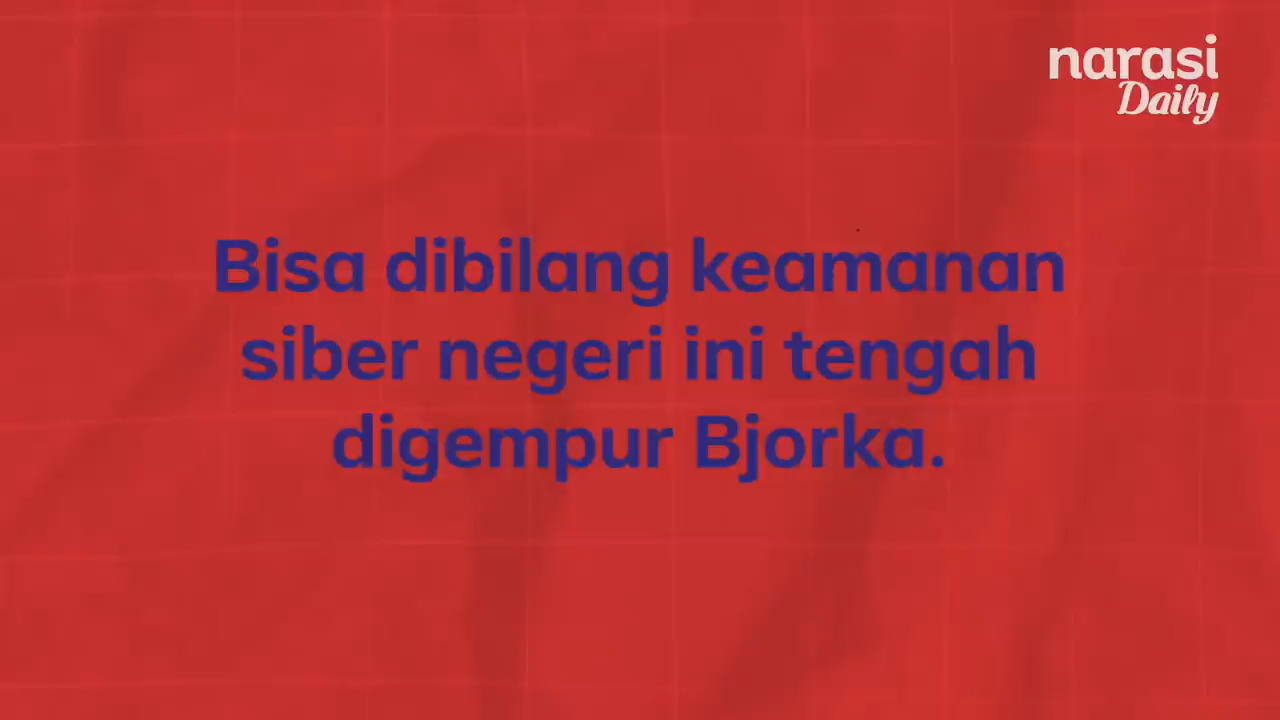 narasi
Daily
Bisa dibilang keamanan
siber negeri ini tengah
digempur Bjorka.